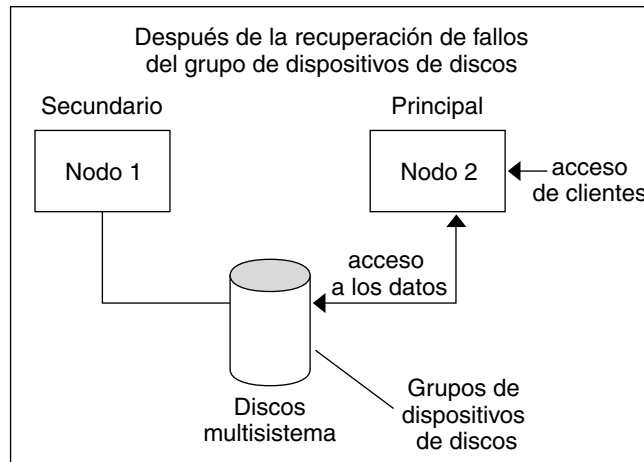 Después de la recuperación de fallos
del grupo de dispositivos de discos
Secundario
Principal
Nodo 1
Nodo 2
acceso
de clientes
acceso
a los datos
Discos
multisistema
Grupos de
dispositivos
de discos